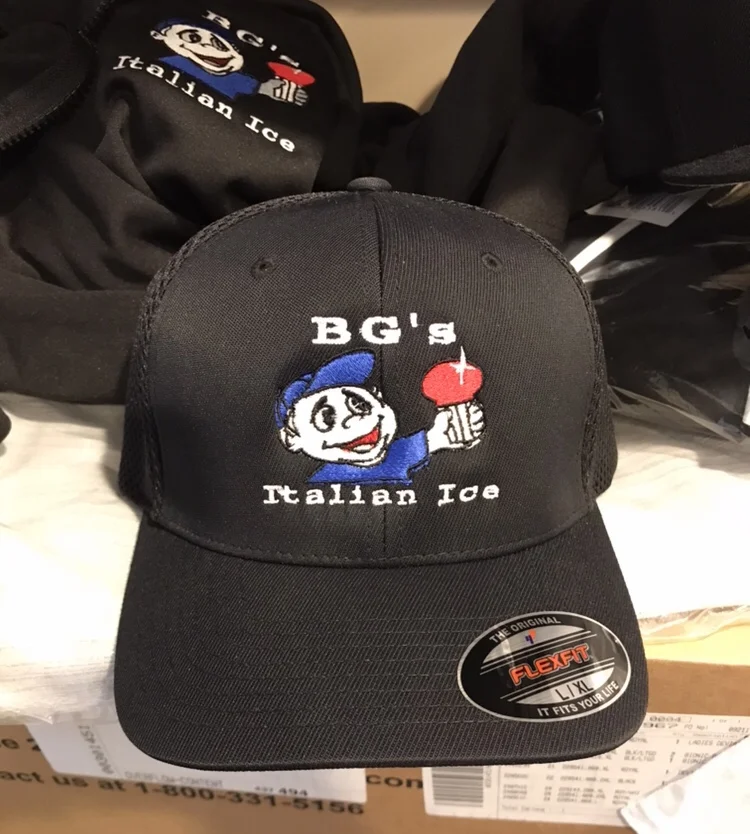 BG's
Italian Ice
BG's
Italian Ice
THE ORIGINAL
FLEXFIT
L/XL
IT FITS YOUR LIFE
act us at 1-800-331-5156
494